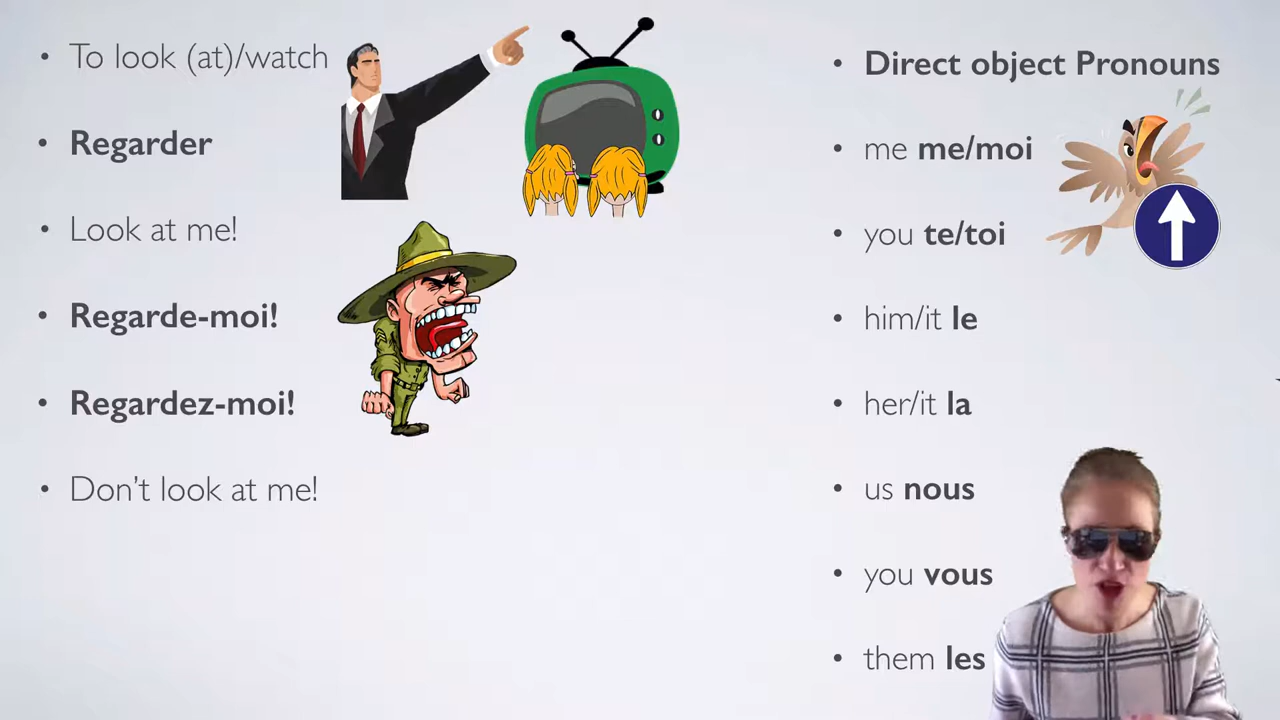 • To look (at)/watch
• Regarder
• Look at me!
• Regarde-moi!
• Regardez-moi!
• Don’t look at me!
• Direct object Pronouns
• me me/moi
• you te/toi
• him/it le
• her/it la
• us nous
• you vous
• them les